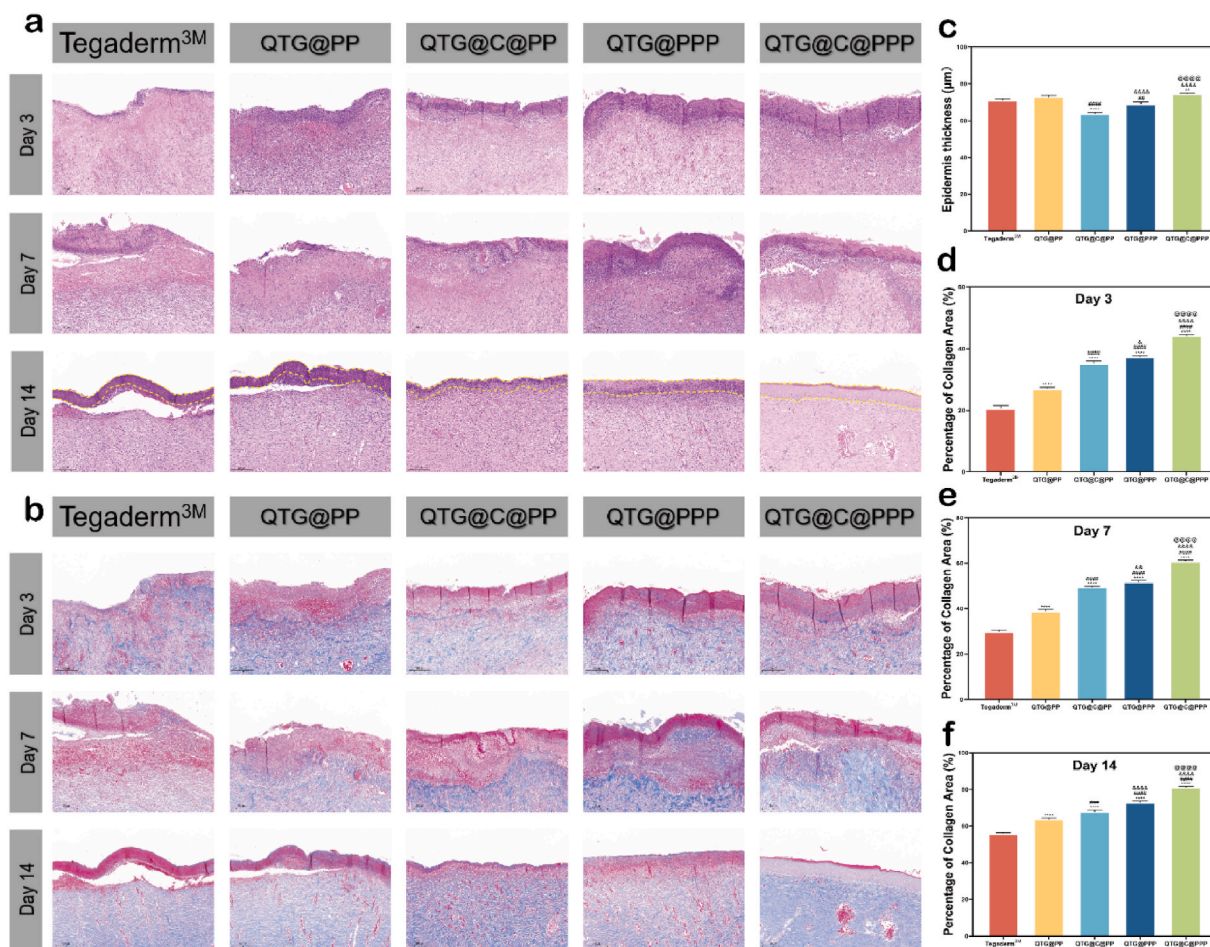 a
Tegaderm3M
QTG@PP
QTG@C@PP
QTG@PPP
QTG@C@PPP
Day 3
Day 7
Day 14
b
Tegaderm3M
QTG@PP
QTG@C@PP
QTG@PPP
QTG@C@PPP
Day 3
Day 7
Day 14
c
Epidermis thickness (μm)
100
80
60
40
20
0
####
&&&&
##
@@@@
&&&&
Tegaderm3M
QTG@PP
QTG@C@PP
QTG@PPP
QTG@C@PPP
d
Day 3
Percentage of Collagen Area (%)
60
40
20
0
****
####
****
&
####
****
@@@@
&&&&
####
****
Tegaderm3M
QTG@PP
QTG@C@PP
QTG@PPP
QTG@C@PPP
e
Day 7
Percentage of Collagen Area (%)
80
60
40
20
0
****
####
****
&&
####
****
@@@@
&&&&
####
****
Tegaderm3M
QTG@PP
QTG@C@PP
QTG@PPP
QTG@C@PPP
f
Day 14
Percentage of Collagen Area (%)
100
80
60
40
20
0
****
****
&&&&
####
****
@@@@
&&&&
####
****
Tegaderm3M
QTG@PP
QTG@C@PP
QTG@PPP
QTG@C@PPP